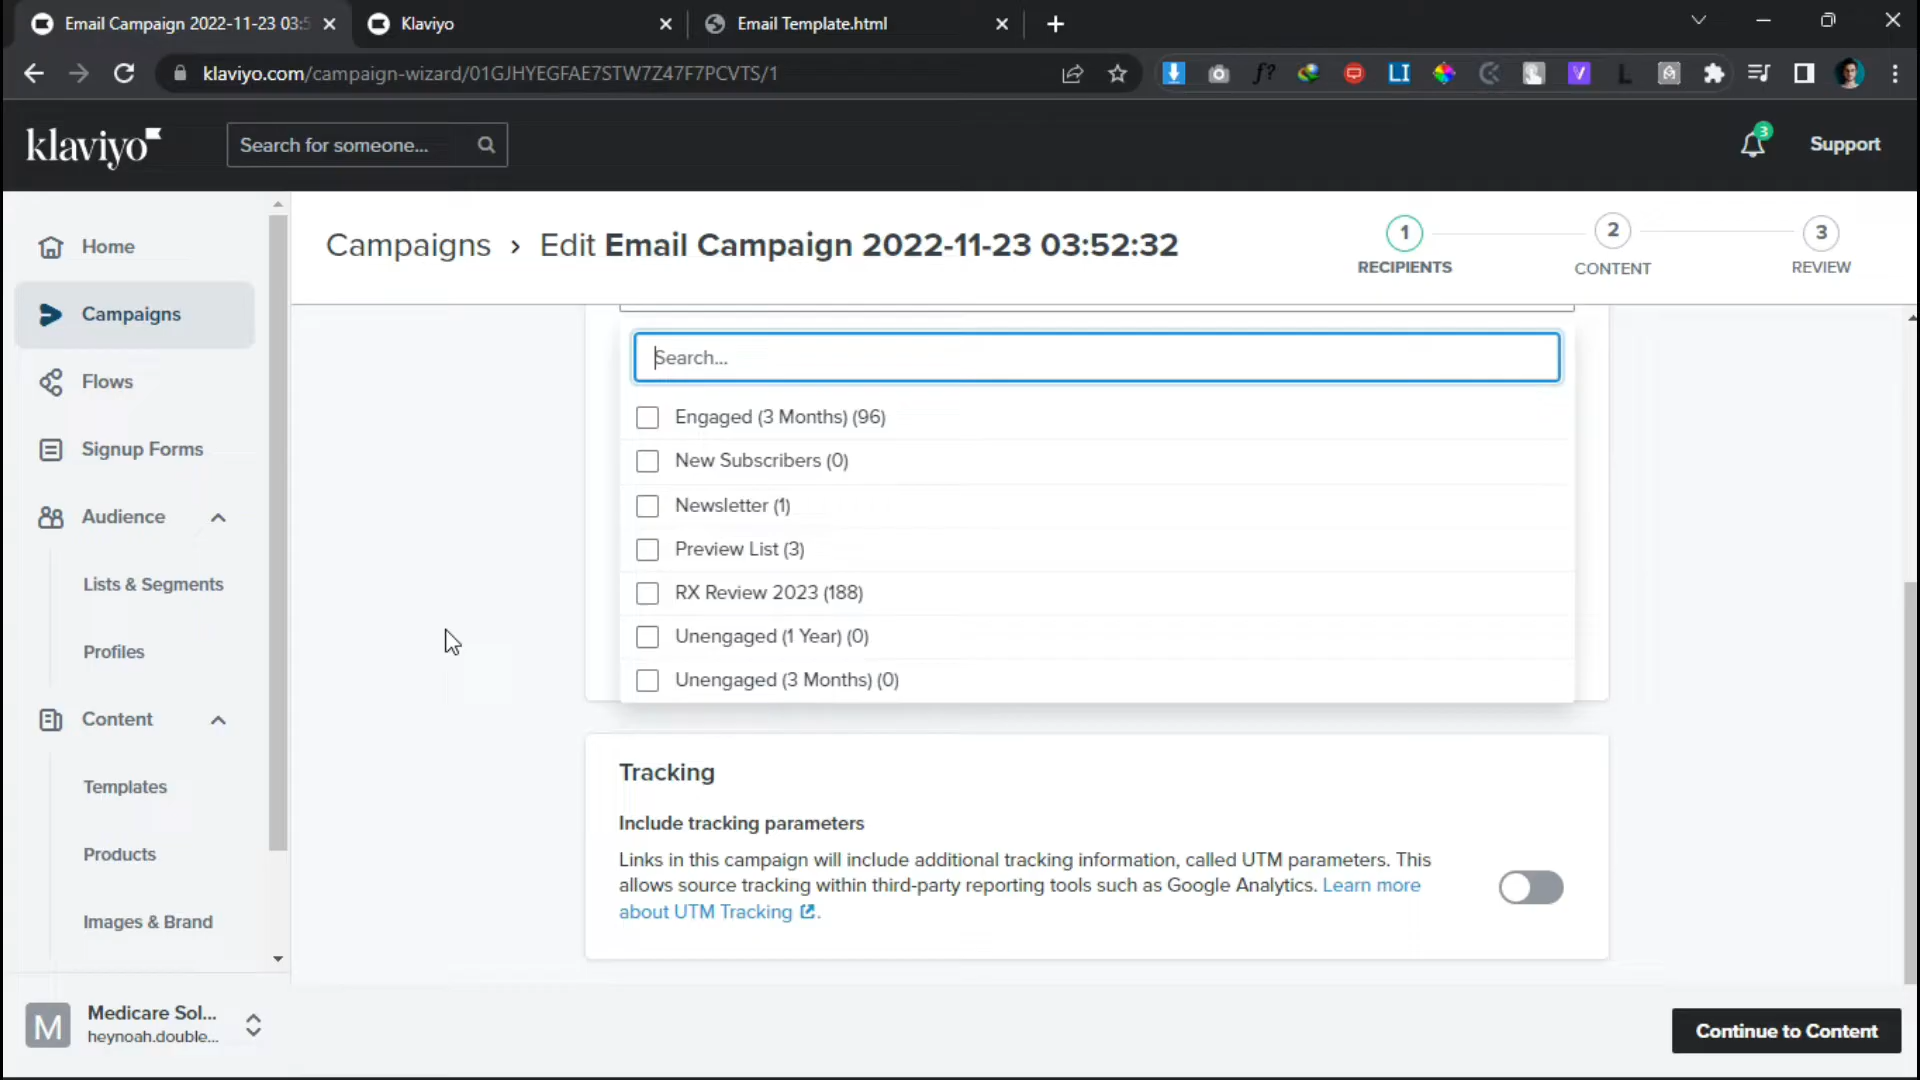 Email Campaign 2022-11-23 03:5
Klaviyo
Email Template.html
klaviyo.com/campaign-wizard/01GJHYEGFAE7STW7Z47F7PCVTS/1
f?
LI
V
L
klaviyo
Search for someone...
3
Support
Home
Campaigns
Flows
Signup Forms
Audience
Lists & Segments
Profiles
Content
Templates
Products
Images & Brand
M
Medicare Sol...
heynoah.double...
Campaigns › Edit Email Campaign 2022-11-23 03:52:32
1
RECIPIENTS
2
CONTENT
3
REVIEW
Search...
Engaged (3 Months) (96)
New Subscribers (0)
Newsletter (1)
Preview List (3)
RX Review 2023 (188)
Unengaged (1 Year) (0)
Unengaged (3 Months) (0)
Tracking
Include tracking parameters
Links in this campaign will include additional tracking information, called UTM parameters. This
allows source tracking within third-party reporting tools such as Google Analytics. Learn more
about UTM Tracking.
Continue to Content